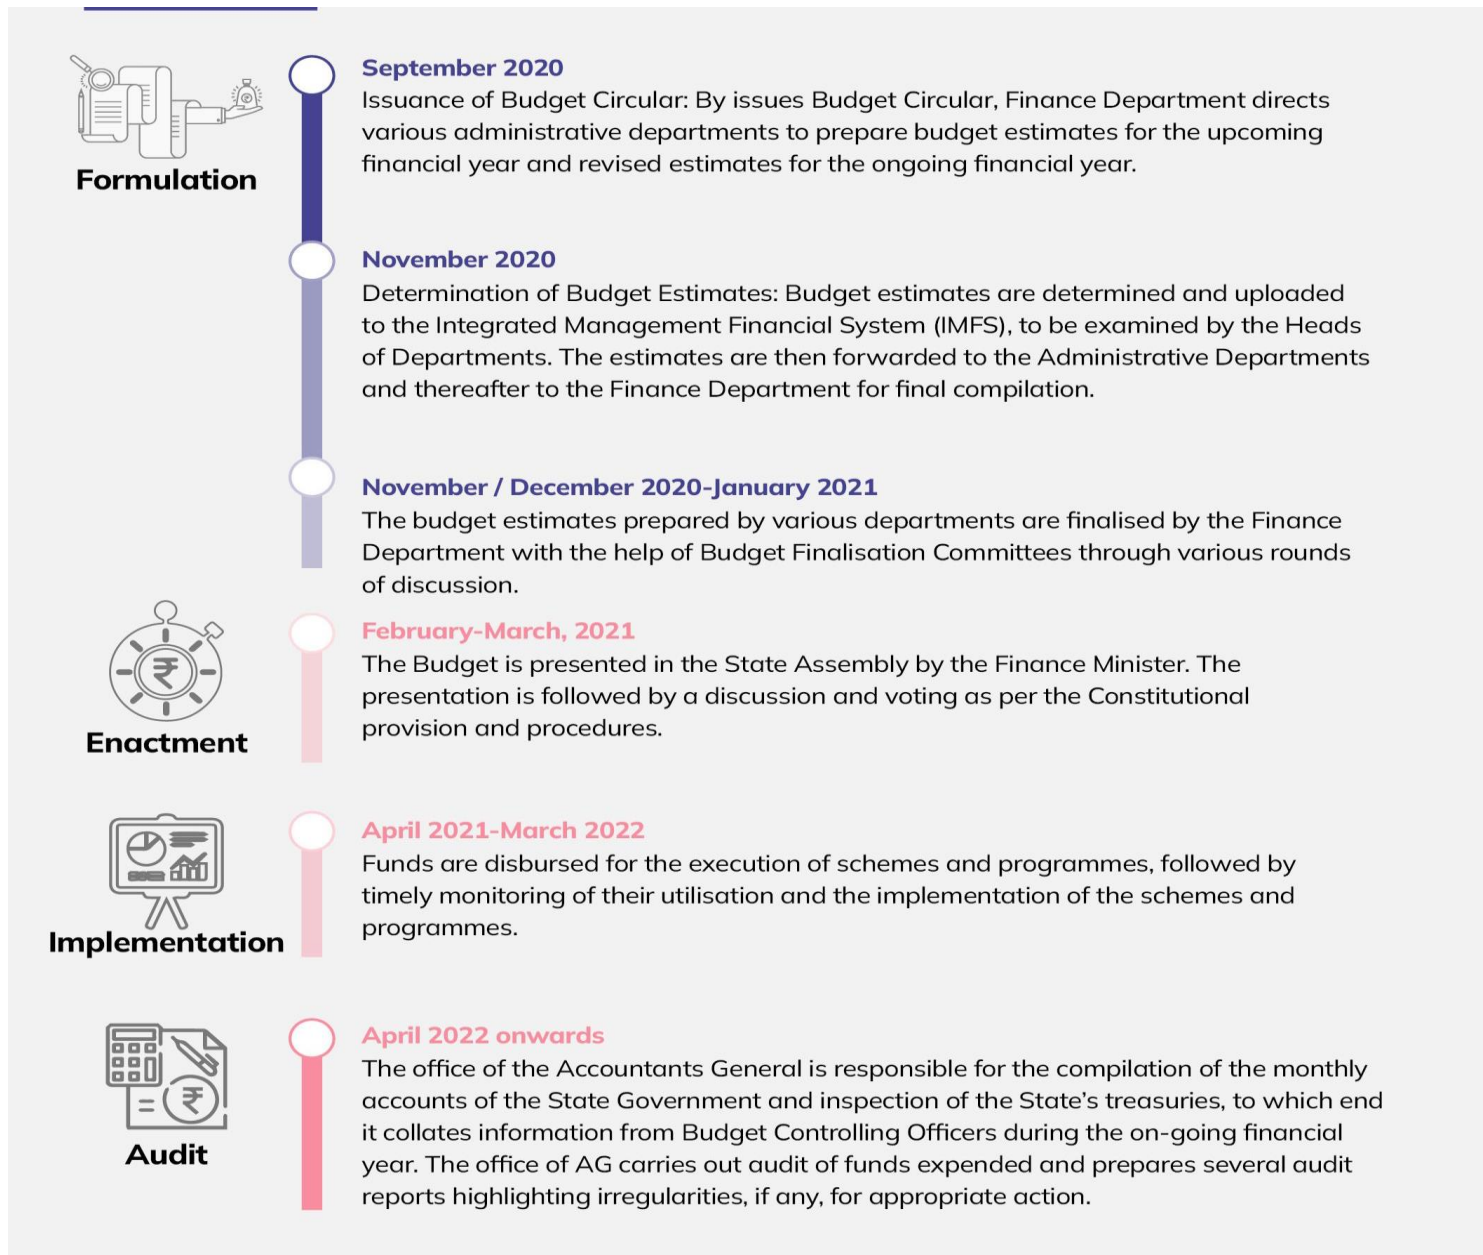 September 2020
Issuance of Budget Circular: By issues Budget Circular, Finance Department directs
various administrative departments to prepare budget estimates for the upcoming
financial year and revised estimates for the ongoing financial year.
Formulation
November 2020
Determination of Budget Estimates: Budget estimates are determined and uploaded
to the Integrated Management Financial System (IMFS), to be examined by the Heads
of Departments. The estimates are then forwarded to the Administrative Departments
and thereafter to the Finance Department for final compilation.
November / December 2020-January 2021
The budget estimates prepared by various departments are finalised by the Finance
Department with the help of Budget Finalisation Committees through various rounds
of discussion.
February-March, 2021
The Budget is presented in the State Assembly by the Finance Minister. The
presentation is followed by a discussion and voting as per the Constitutional
provision and procedures.
₹
Enactment
April 2021-March 2022
Funds are disbursed for the execution of schemes and programmes, followed by
timely monitoring of their utilisation and the implementation of the schemes and
programmes.
Implementation
April 2022 onwards
The office of the Accountants General is responsible for the compilation of the monthly
accounts of the State Government and inspection of the State's treasuries, to which end
it collates information from Budget Controlling Officers during the on-going financial
year. The office of AG carries out audit of funds expended and prepares several audit
reports highlighting irregularities, if any, for appropriate action.
₹
Audit